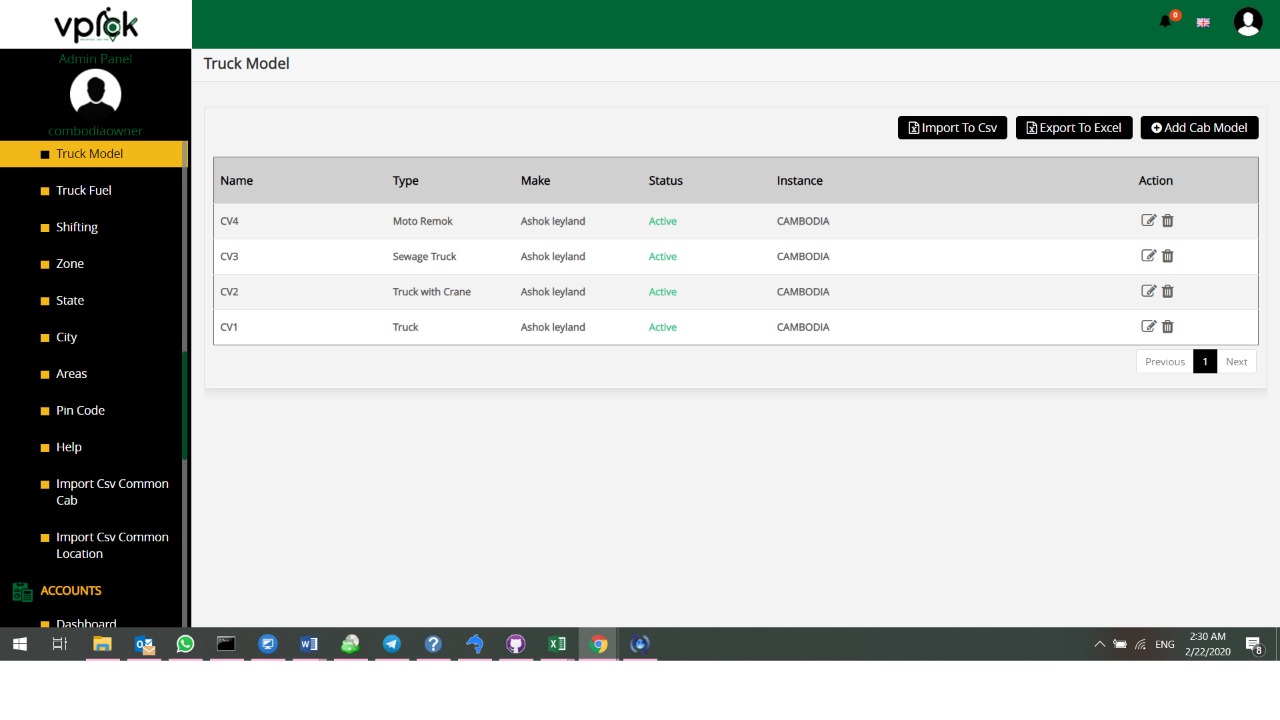 vprok
0
Admin Panel
combodiaowner
Truck Model
Truck Fuel
Shifting
Zone
State
City
Areas
Pin Code
Help
Import Csv Common
Cab
Import Csv Common
Location
ACCOUNTS
Dashboard
Truck Model
Import To Csv Export To Excel Add Cab Model
Name Type Make Status Instance Action
CV4 Moto Remok Ashok leyland Active CAMBODIA
CV3 Sewage Truck Ashok leyland Active CAMBODIA
CV2 Truck with Crane Ashok leyland Active CAMBODIA
CV1 Truck Ashok leyland Active CAMBODIA
Previous 1 Next
ENG
2:30 AM
2/22/2020
8